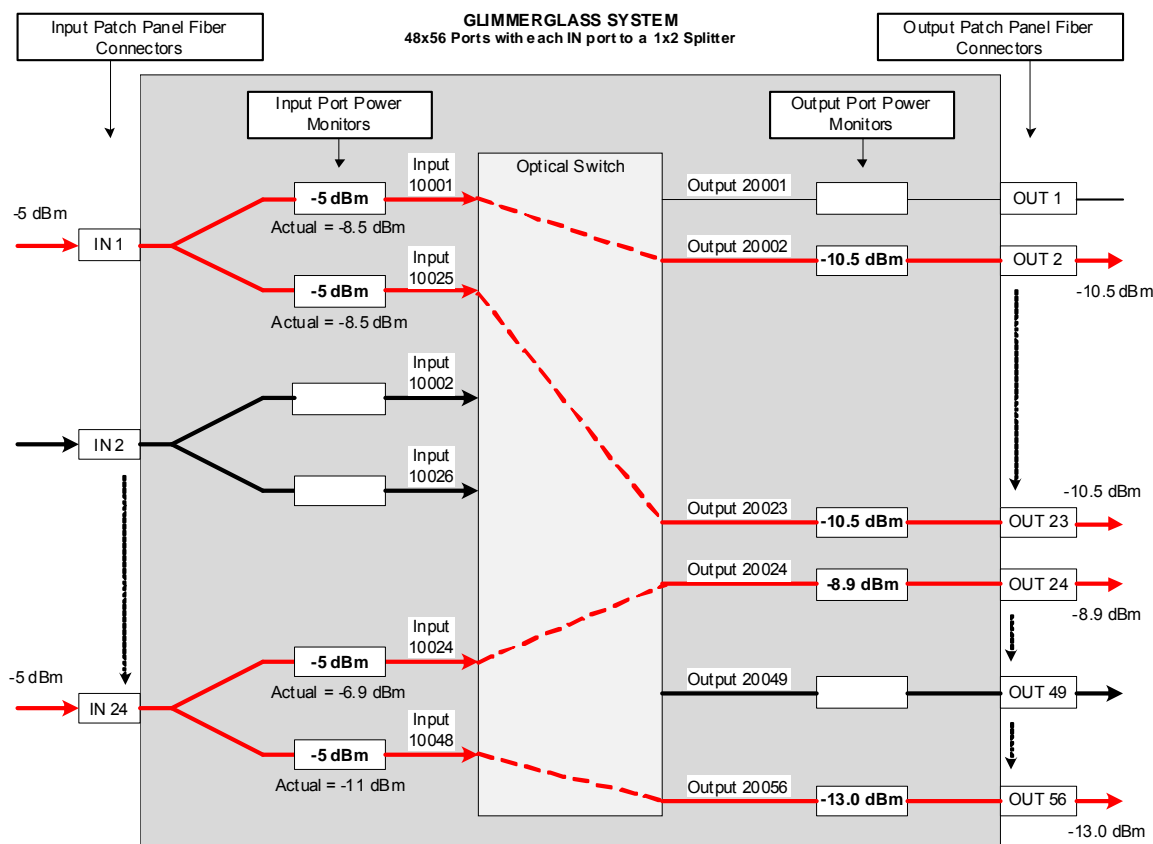 GLIMMERGLASS SYSTEM
48x56 Ports with each IN port to a 1x2 Splitter
Input Patch Panel Fiber
Connectors
Output Patch Panel Fiber
Connectors
Input Port Power
Monitors
Output Port Power
Monitors
Optical Switch
-5 dBm
IN 1
-5 dBm
Actual = -8.5 dBm
Input
10001
-5 dBm
Actual = -8.5 dBm
Input
10025
IN 2
Input
10002
Input
10026
-5 dBm
IN 24
-5 dBm
Actual = -6.9 dBm
Input
10024
-5 dBm
Actual = -11 dBm
Input
10048
Output 20001
OUT 1
Output 20002
-10.5 dBm
OUT 2
-10.5 dBm
Output 20023
-10.5 dBm
OUT 23
-10.5 dBm
Output 20024
-8.9 dBm
OUT 24
-8.9 dBm
Output 20049
OUT 49
Output 20056
-13.0 dBm
OUT 56
-13.0 dBm